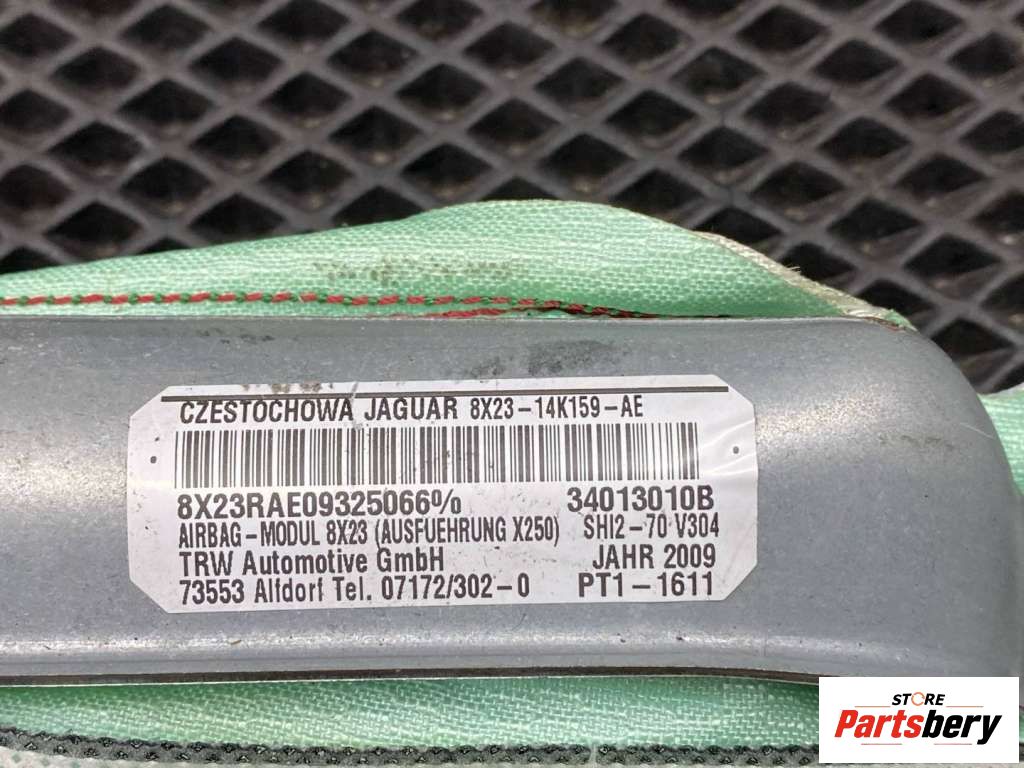 CZESTOCHOWA JAGUAR 8X23-14K159-AE
8X23RAE09325066% 34013010B
AIRBAG-MODUL 8X23 (AUSFUEHRUNG X250) SHI2-70 V304
TRW Automotive GmbH JAHR 2009
73553 Alfdorf Tel. 07172/302-0 PT1-1611
STORE
Partsbery